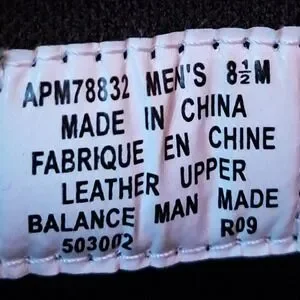 APM78832 MEN'S 8½M
MADE IN CHINA
FABRIQUE EN CHINE
LEATHER UPPER
BALANCE MAN MADE
503002 R09